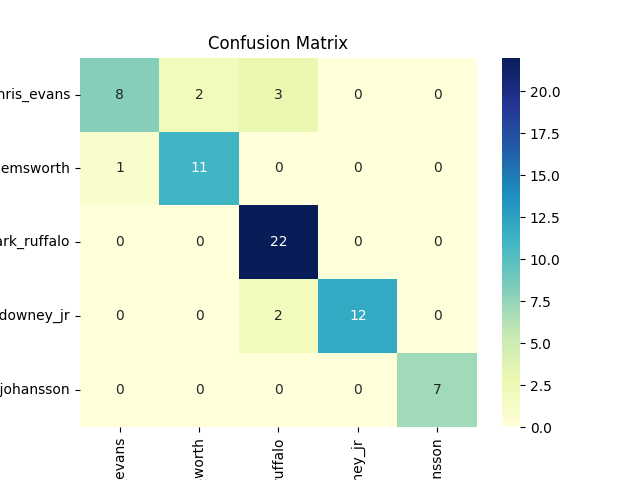 Confusion Matrix
hris_evans 8 2 3 0 0
emsworth 1 11 0 0 0
ark_ruffalo 0 0 22 0 0
downey_jr 0 0 2 12 0
johansson 0 0 0 0 7
evans
sworth
ruffalo
ney_jr
nsson
20.0
17.5
15.0
12.5
10.0
7.5
5.0
2.5
0.0